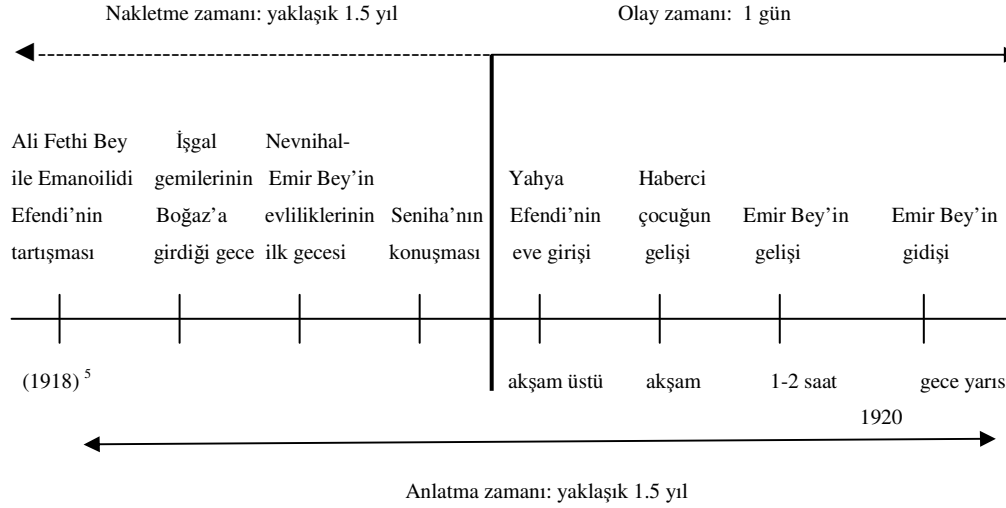 Nakletme zamanı: yaklaşık 1.5 yıl
Olay zamanı: 1 gün
Ali Fethi Bey
ile Emanoilidi
Efendi’nin
tartışması
İşgal
gemilerinin
Boğaz’a
girdiği gece
Nevnihal-
Emir Bey’in
evliliklerinin
ilk gecesi
Seniha’nın
konuşması
Yahya
Efendi’nin
eve girişi
Haberci
çocuğun
gelişi
Emir Bey’in
gelişi
Emir Bey’in
gidişi
(1918) 5
akşam üstü
akşam
1-2 saat
gece yarıs
1920
Anlatma zamanı: yaklaşık 1.5 yıl